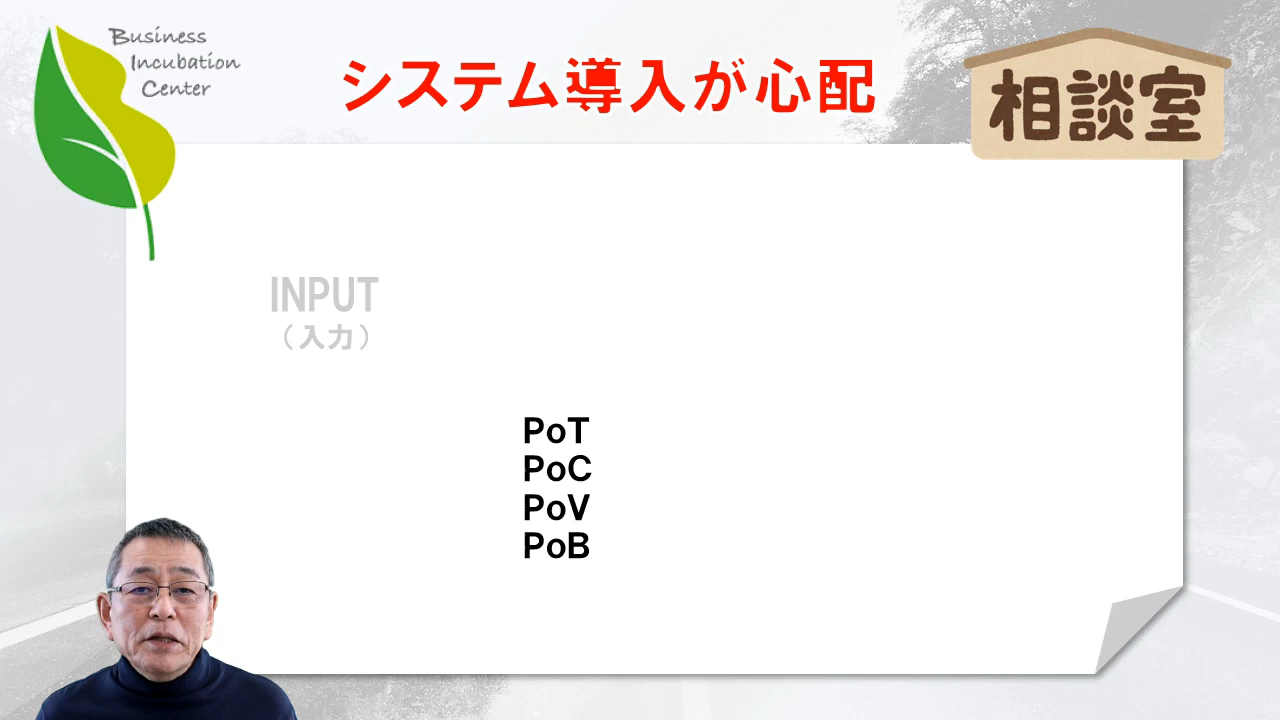 Business
Incubation
Center
システム導入が心配
相談室
INPUT
（入力）
PoT
PoC
PoV
PoB